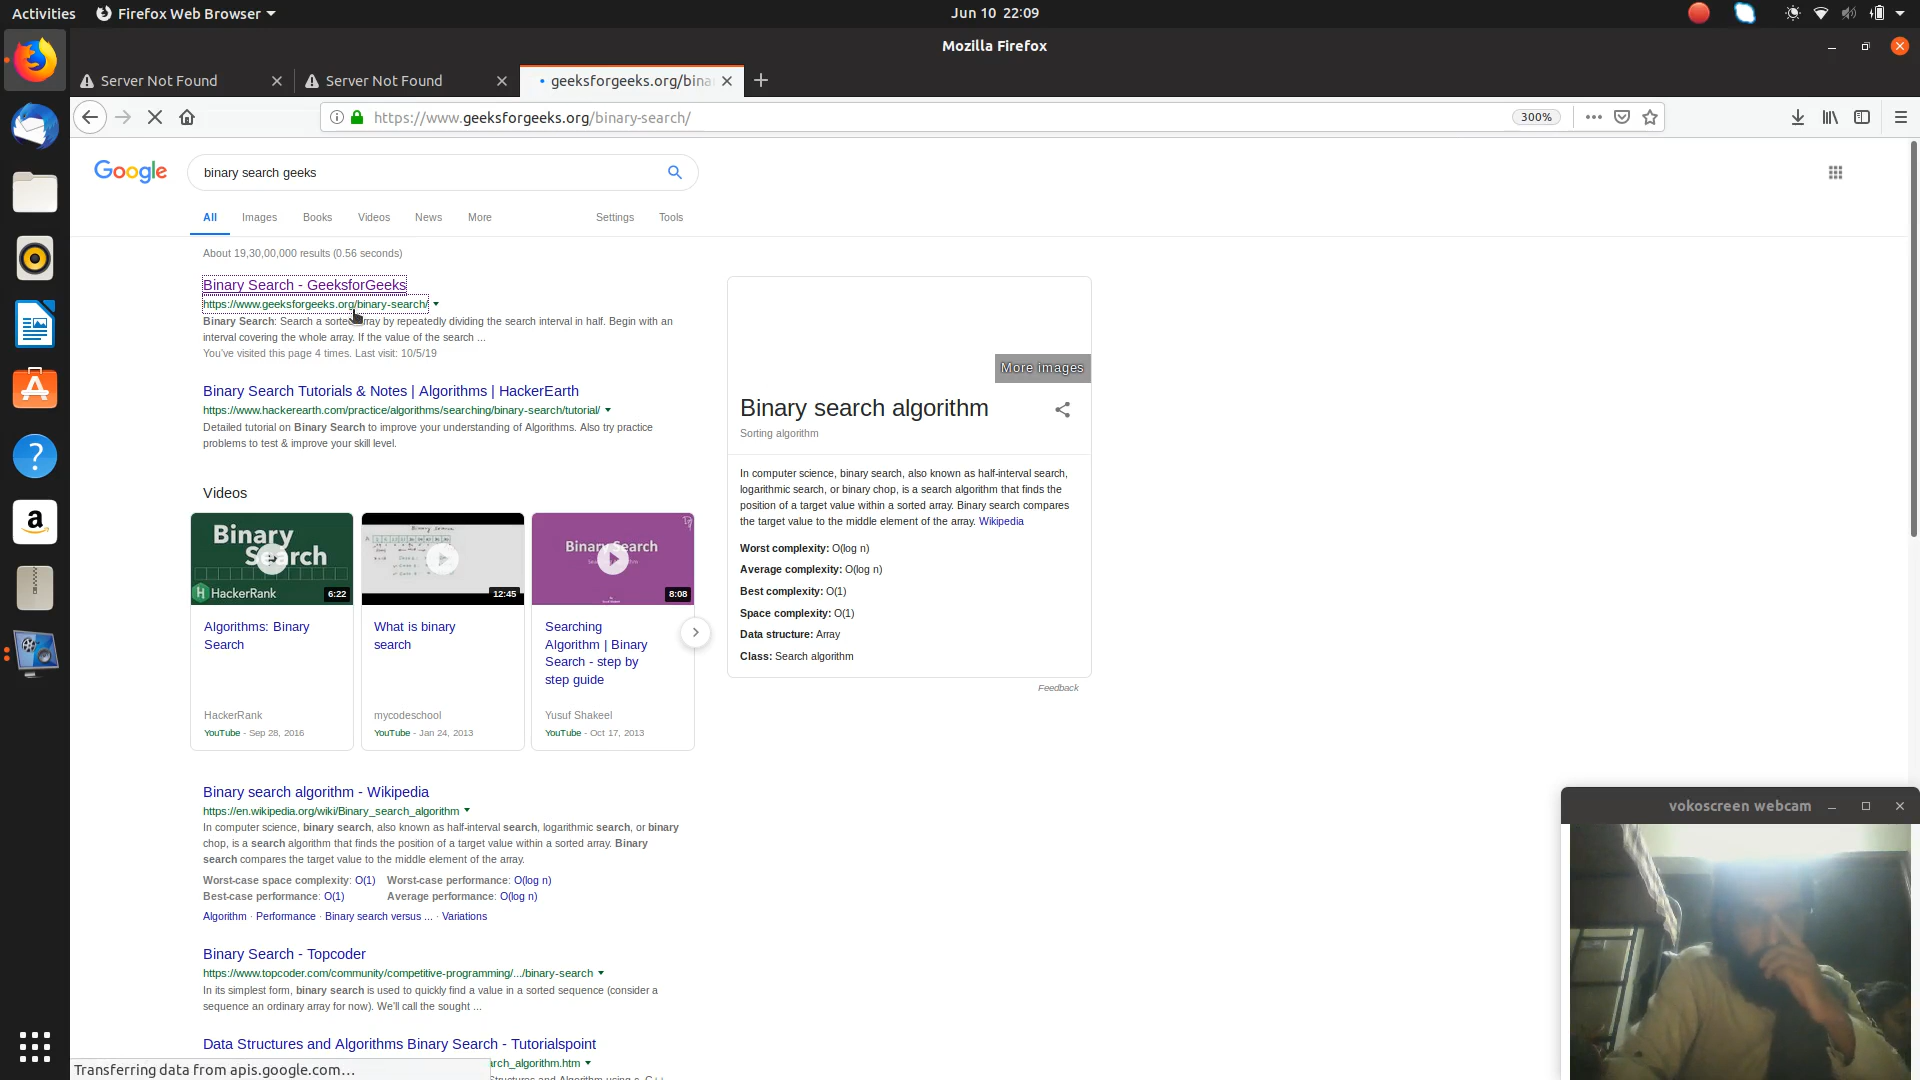 Activities
Firefox Web Browser
Jun 10 22:09
Mozilla Firefox
Server Not Found
Server Not Found
geeksforgeeks.org/bina
https://www.geeksforgeeks.org/binary-search/
300%
Google
binary search geeks
All
Images
Books
Videos
News
More
Settings
Tools
About 19,30,00,000 results (0.56 seconds)
Binary Search - GeeksforGeeks
https://www.geeksforgeeks.org/binary-search/
Binary Search: Search a sorted array by repeatedly dividing the search interval in half. Begin with an
interval covering the whole array. If the value of the search ...
You've visited this page 4 times. Last visit: 10/5/19
Binary Search Tutorials & Notes | Algorithms | HackerEarth
https://www.hackerearth.com/practice/algorithms/searching/binary-search/tutorial/
Detailed tutorial on Binary Search to improve your understanding of Algorithms. Also try practice
problems to test & improve your skill level.
Videos
Binary
Search
HackerRank
6:22
Algorithms: Binary
Search
HackerRank
YouTube - Sep 28, 2016
12:45
What is binary
search
mycodeschool
YouTube - Jan 24, 2013
Binary Search
8:08
Searching
Algorithm | Binary
Search - step by
step guide
Yusuf Shakeel
YouTube - Oct 17, 2013
Binary search algorithm - Wikipedia
https://en.wikipedia.org/wiki/Binary_search_algorithm
In computer science, binary search, also known as half-interval search, logarithmic search, or binary
chop, is a search algorithm that finds the position of a target value within a sorted array. Binary
search compares the target value to the middle element of the array.
Worst-case space complexity: O(1) Worst-case performance: O(log n)
Best-case performance: O(1) Average performance: O(log n)
Algorithm · Performance · Binary search versus ... · Variations
Binary Search - Topcoder
https://www.topcoder.com/community/competitive-programming/.../binary-search
In its simplest form, binary search is used to quickly find a value in a sorted sequence (consider a
sequence an ordinary array for now). We'll call the sought ...
Data Structures and Algorithms Binary Search - Tutorialspoint
arch_algorithm.htm
Transferring data from apis.google.com…
More images
Binary search algorithm
Sorting algorithm
In computer science, binary search, also known as half-interval search,
logarithmic search, or binary chop, is a search algorithm that finds the
position of a target value within a sorted array. Binary search compares
the target value to the middle element of the array. Wikipedia
Worst complexity: O(log n)
Average complexity: O(log n)
Best complexity: O(1)
Space complexity: O(1)
Data structure: Array
Class: Search algorithm
Feedback
vokoscreen webcam